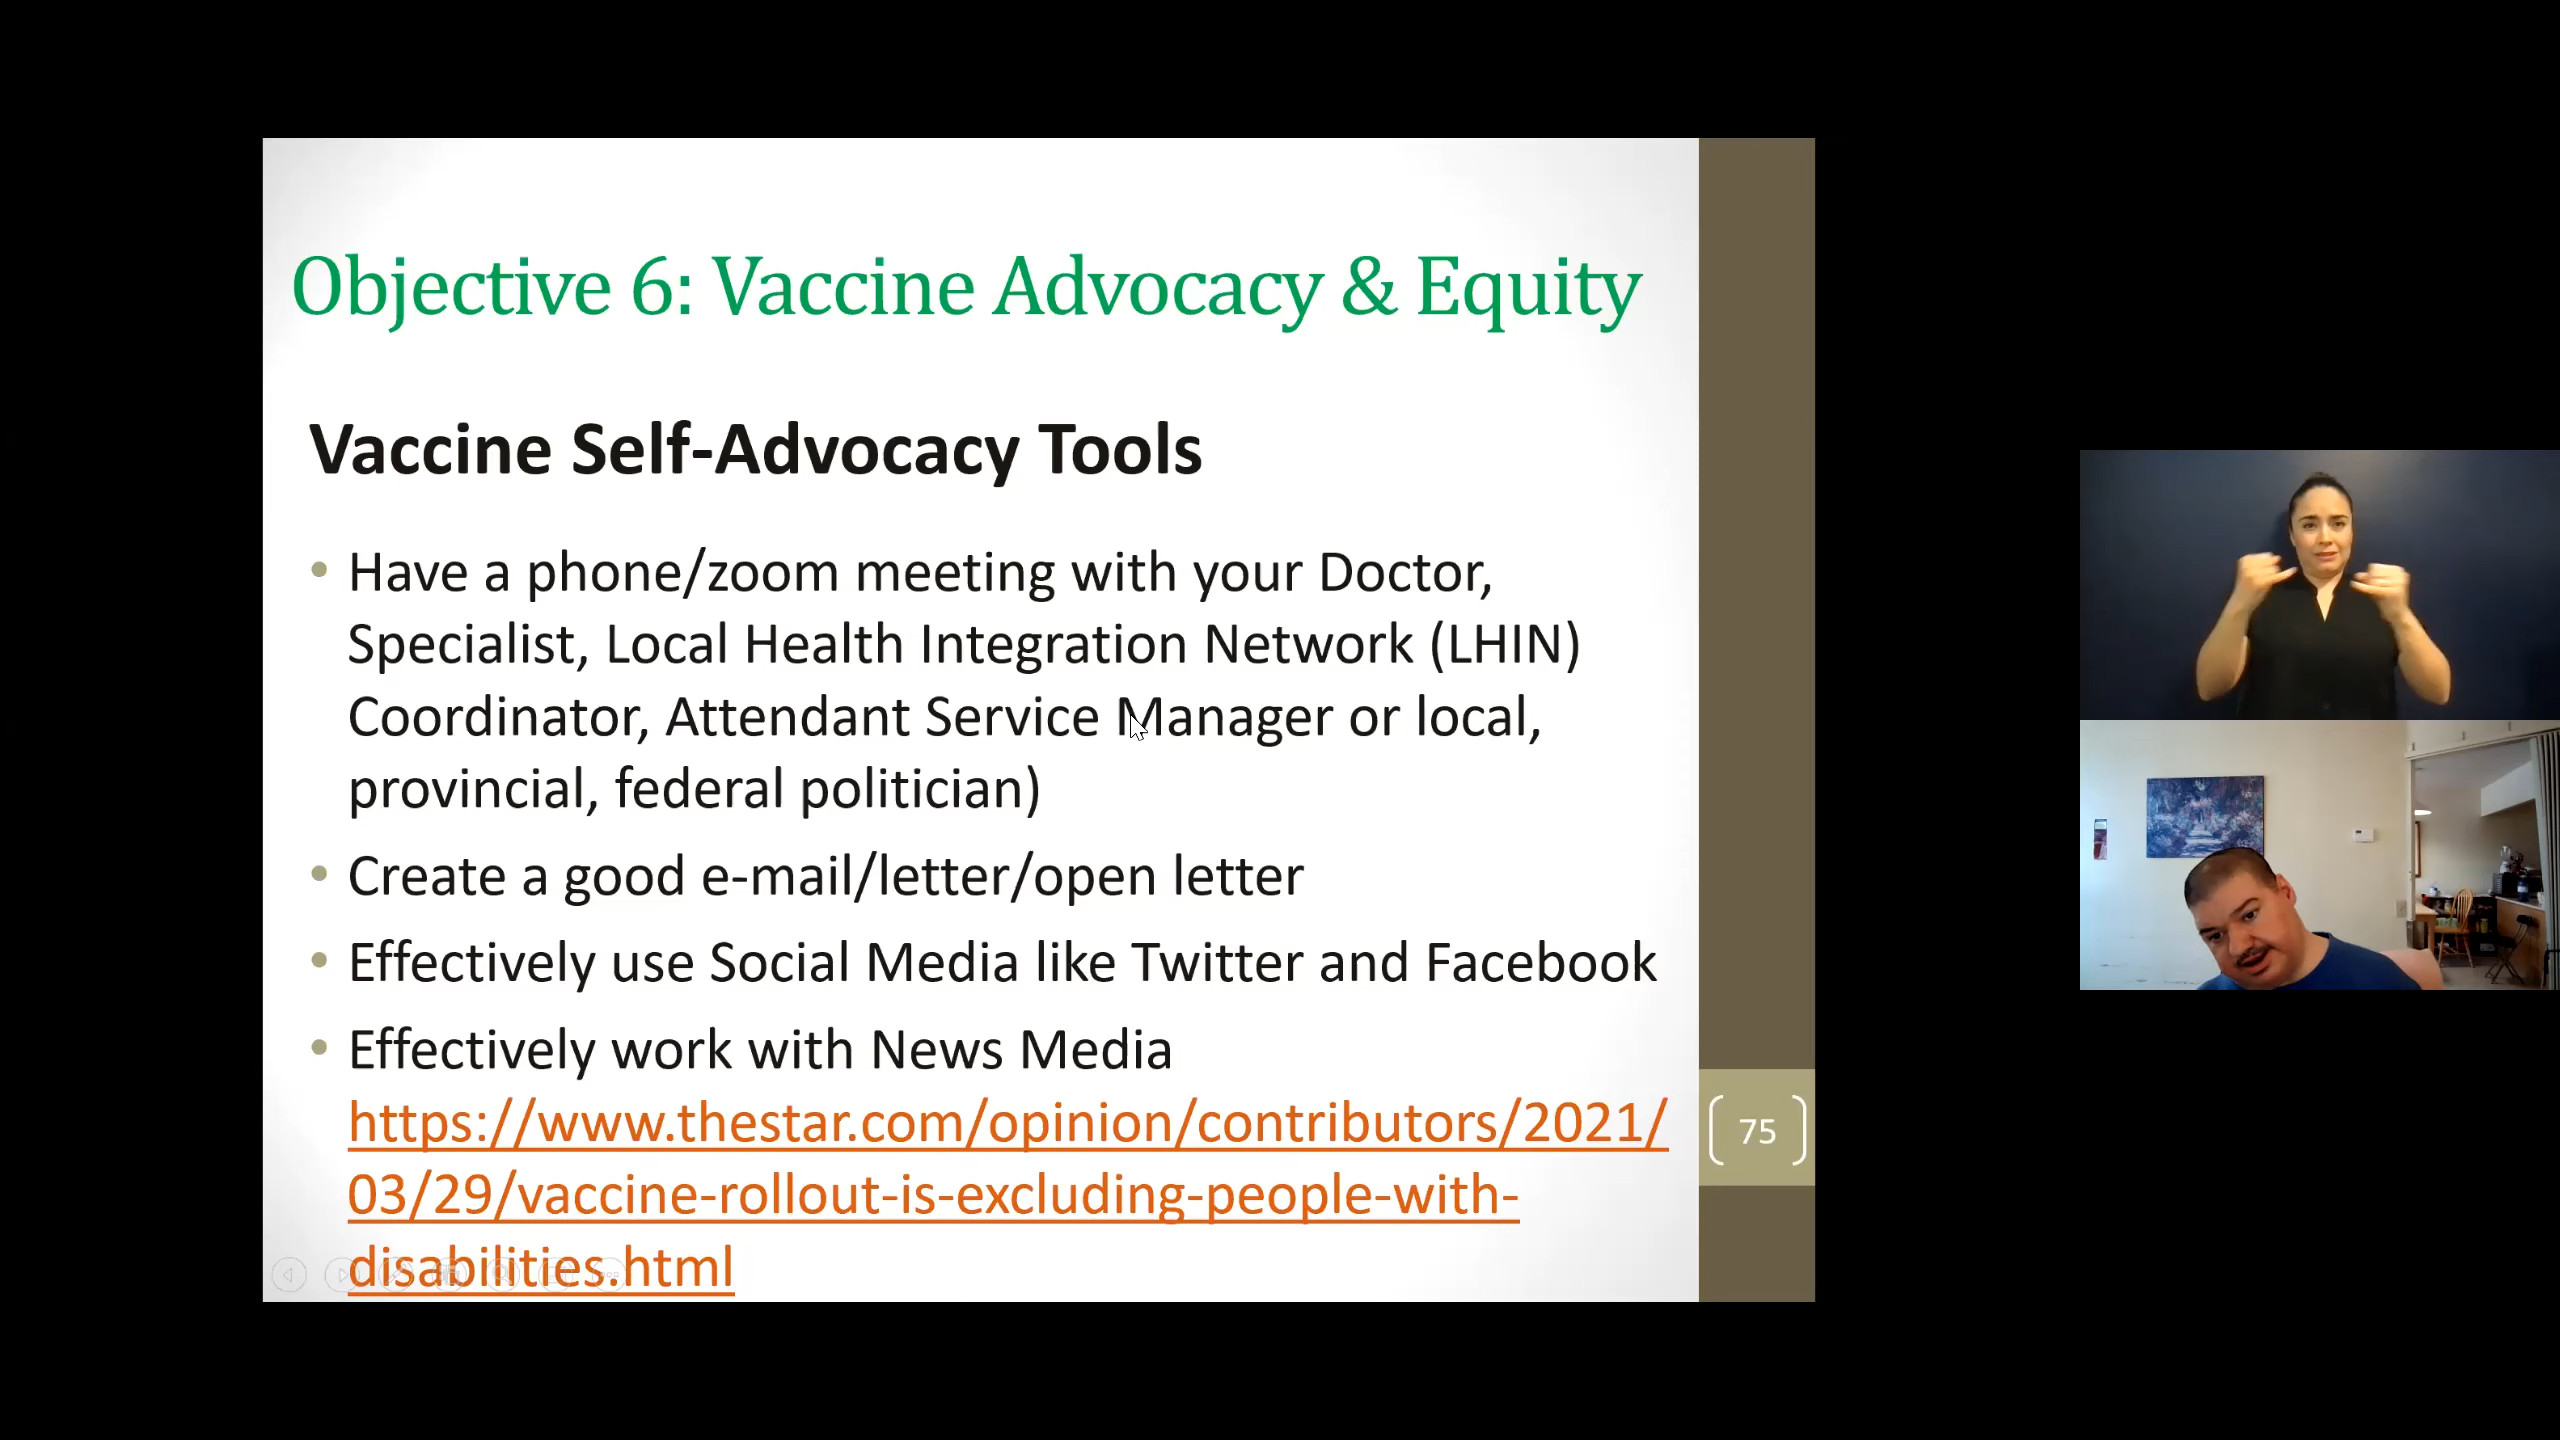 Objective 6: Vaccine Advocacy & Equity
Vaccine Self-Advocacy Tools
• Have a phone/zoom meeting with your Doctor,
Specialist, Local Health Integration Network (LHIN)
Coordinator, Attendant Service Manager or local,
provincial, federal politician)
• Create a good e-mail/letter/open letter
• Effectively use Social Media like Twitter and Facebook
• Effectively work with News Media
https://www.thestar.com/opinion/contributors/2021/
03/29/vaccine-rollout-is-excluding-people-with-
disabilities.html
75